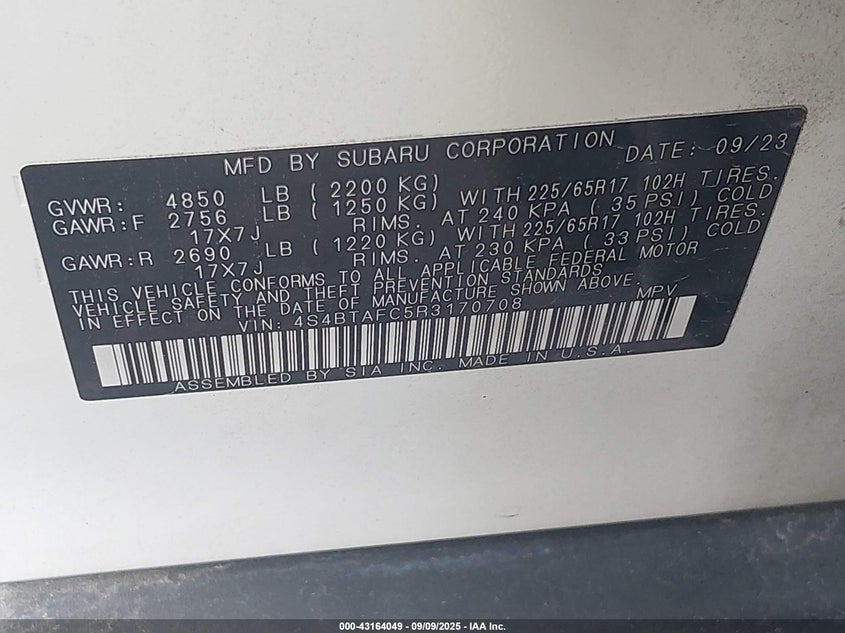 MFD BY SUBARU CORPORATION DATE: 09/23
GVWR: 4850 LB ( 2200 KG)
GAWR:F 2756 LB ( 1250 KG) WITH 225/65R17 102H TIRES.
17X7J RIMS. AT 240 KPA ( 35 PSI) COLD
GAWR:R 2690 LB ( 1220 KG) WITH 225/65R17 102H TIRES.
17X7J RIMS. AT 230 KPA ( 33 PSI) COLD
THIS VEHICLE CONFORMS TO ALL APPLICABLE FEDERAL MOTOR
VEHICLE SAFETY AND THEFT PREVENTION STANDARDS
IN EFFECT ON THE DATE OF MANUFACTURE SHOWN ABOVE.
VIN: 4S4BTAFC5R3170708 MPV
ASSEMBLED BY SIA INC. MADE IN U.S.A.
000-43164049 - 09/09/2025 - IAA Inc.